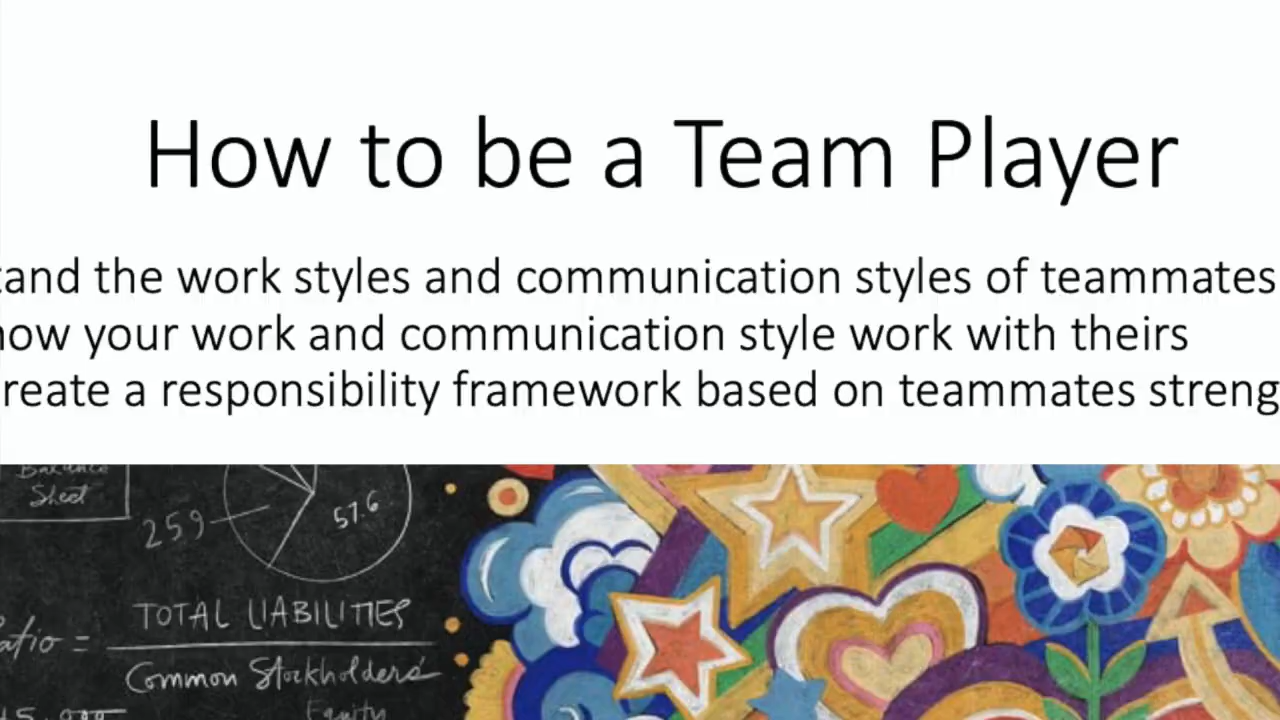 How to be a Team Player
tand the work styles and communication styles of teammates
now your work and communication style work with theirs
reate a responsibility framework based on teammates streng
Balance
Sheet
259
57.6
atio =
TOTAL LIABILITIES
Common Stockholders'
Equity